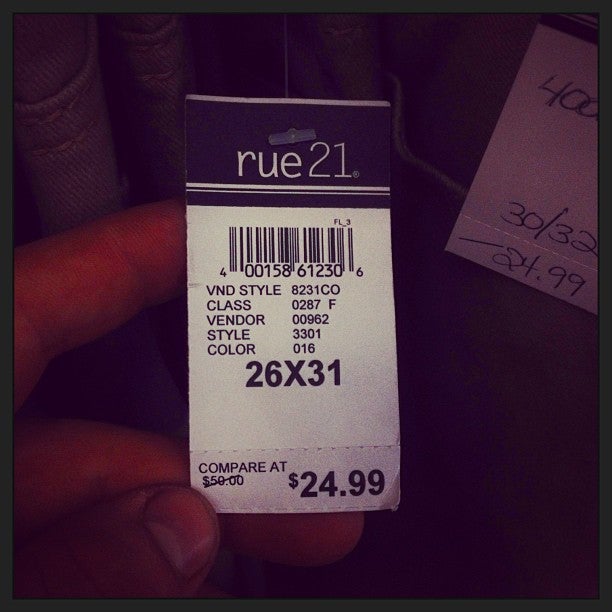 rue21®
FL_3
4 00158 61230 6
VND STYLE 8231CO
CLASS 0287 F
VENDOR 00962
STYLE 3301
COLOR 016
26X31
COMPARE AT
$50.00
$24.99
400
30/32
24.99